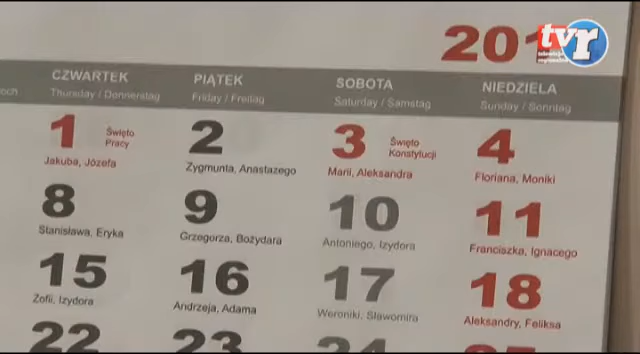 201
tvr
CZWARTEK PIĄTEK SOBOTA NIEDZIELA
Thursday / Donnerstag Friday / Freitag Saturday / Samstag Sunday / Sonntag
1 Święto Pracy 2 3 Święto Konstytucji 4
Jakuba, Józefa Zygmunta, Anastazego Marii, Aleksandra Floriana, Moniki
8 9 10 11
Stanisława, Eryka Grzegorza, Bożydara Antoniego, Izydora Franciszka, Ignacego
15 16 17 18
Zofii, Izydora Andrzeja, Adama Weroniki, Sławomira Aleksandry, Feliksa
22 23 24 25